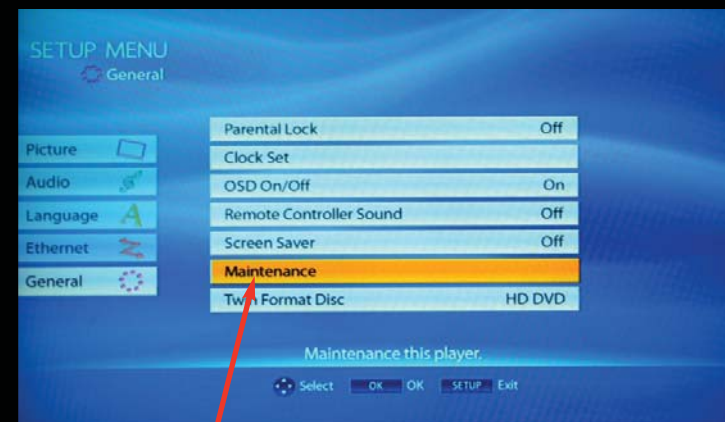 SETUP MENU
General
Picture
Audio
Language
Ethernet
General
Parental Lock Off
Clock Set
OSD On/Off On
Remote Controller Sound Off
Screen Saver Off
Maintenance
Twin Format Disc HD DVD
Maintenance this player.
Select OK OK SETUP Exit